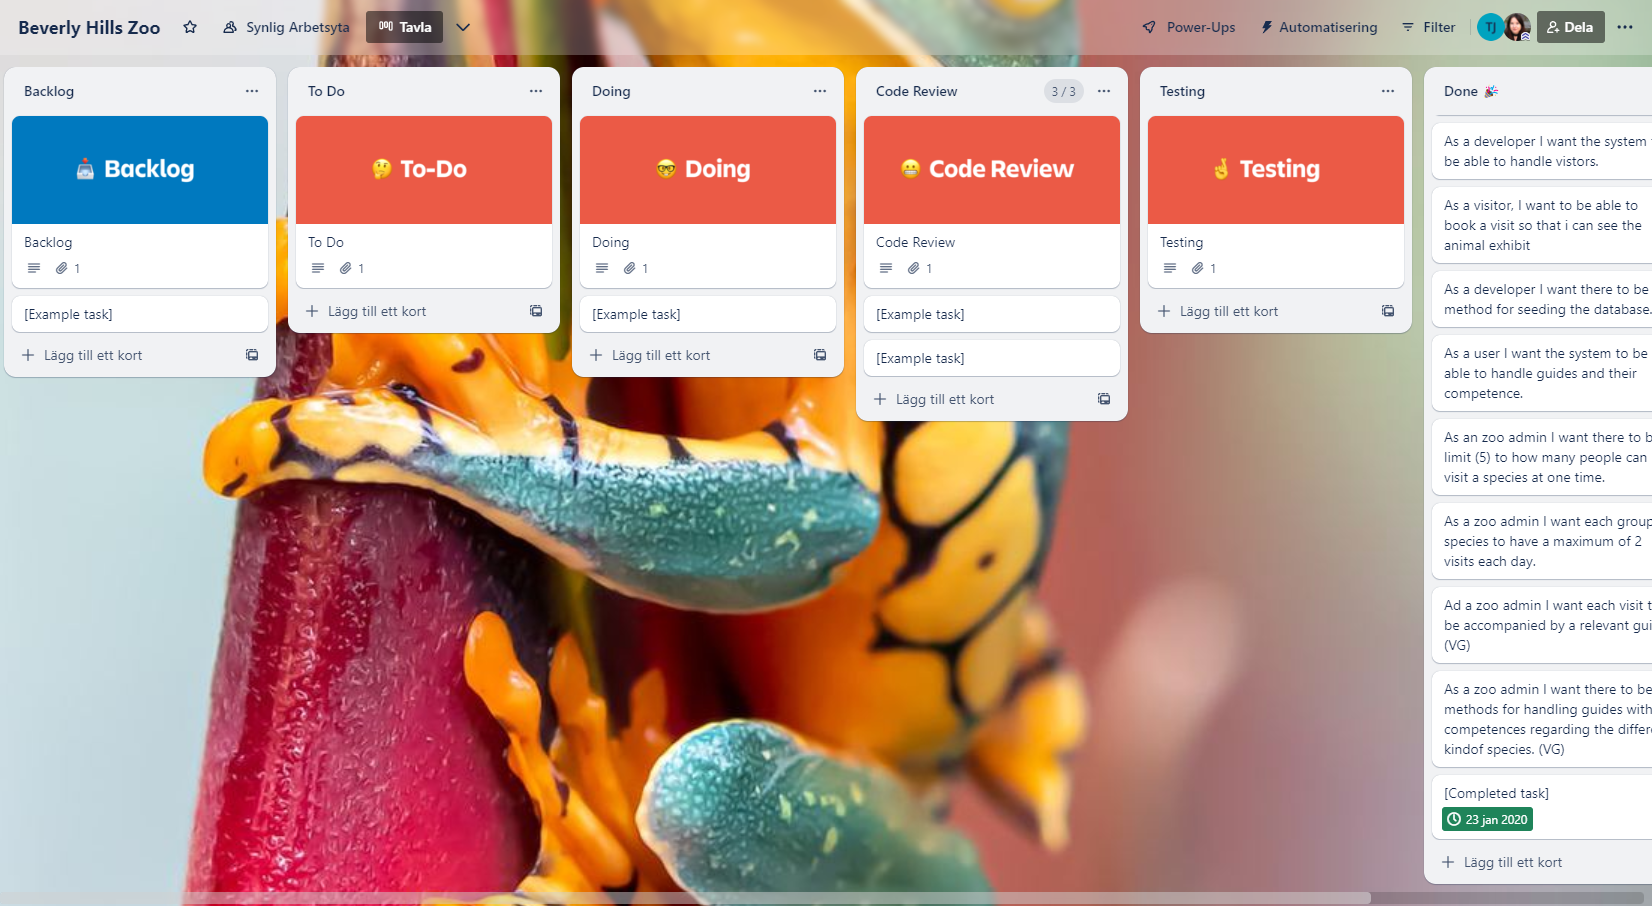 Beverly Hills Zoo
Synlig Arbetsyta
Tavla
Power-Ups
Automatisering
Filter
TJ
Dela
Backlog
Backlog
Backlog
1
[Example task]
Lägg till ett kort
To Do
To-Do
To Do
1
Lägg till ett kort
Doing
Doing
Doing
1
[Example task]
Lägg till ett kort
Code Review
3 / 3
Code Review
Code Review
1
[Example task]
[Example task]
Lägg till ett kort
Testing
Testing
Testing
1
Lägg till ett kort
Done
As a developer I want the system
be able to handle vistors.
As a visitor, I want to be able to
book a visit so that i can see the
animal exhibit
As a developer I want there to be
method for seeding the database.
As a user I want the system to be
able to handle guides and their
competence.
As an zoo admin I want there to
limit (5) to how many people can
visit a species at one time.
As a zoo admin I want each group
species to have a maximum of 2
visits each day.
Ad a zoo admin I want each visit
be accompanied by a relevant
(VG)
As a zoo admin I want there to be
methods for handling guides with
competences regarding the
kindof species. (VG)
[Completed task]
23 jan 2020
Lägg till ett kort